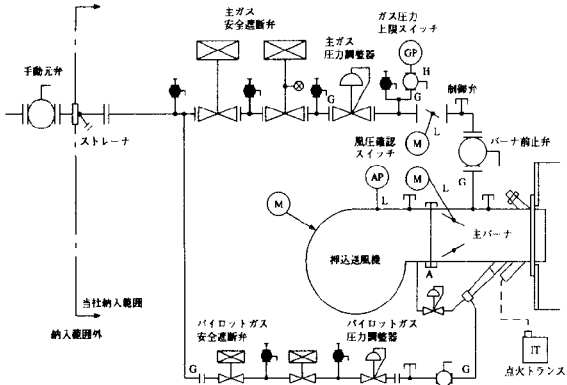 主ガス
安全遮断弁
主ガス
圧力調整器
ガス圧力
上限スイッチ
GP
H
手動元弁
G
G
制御弁
L
ストレーナ
風圧確認
スイッチ
M
バーナ前止弁
AP
M
G
L
L
M
主バーナ
押込送風機
A
当社納入範囲
納入範囲外
パイロットガス
安全遮断弁
パイロットガス
圧力調整器
IT
点火トランス
G
G